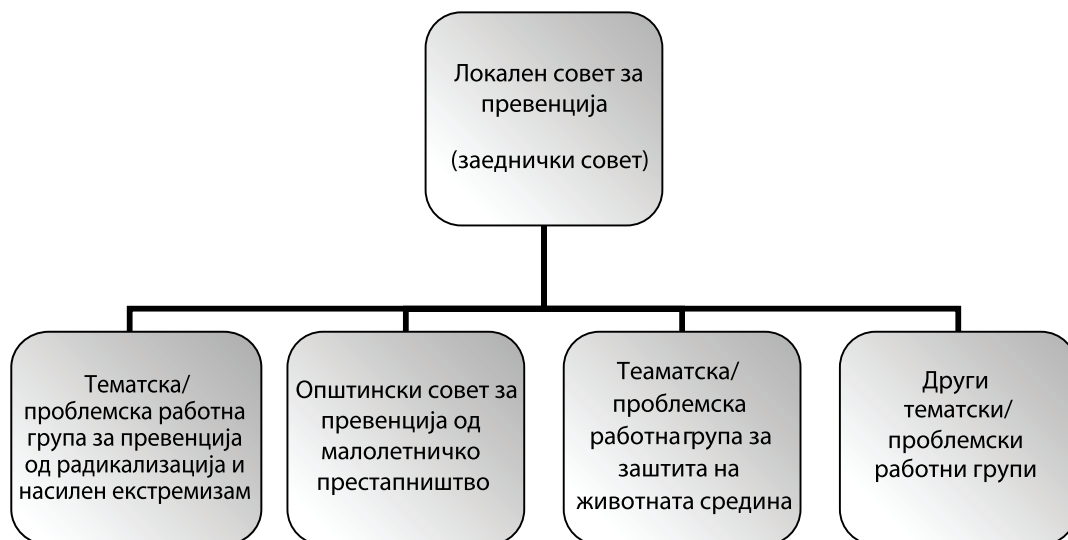 Локален совет за
превенција
(заеднички совет)
Тематска/
проблемска работна
група за превенција
од радикализација и
насилен екстремизам
Општински совет за
превенција од
малолетничко
престапништво
Теаматска/
проблемска
работнагрупа за
заштита на
животната средина
Други
тематски/
проблемски
работни групи